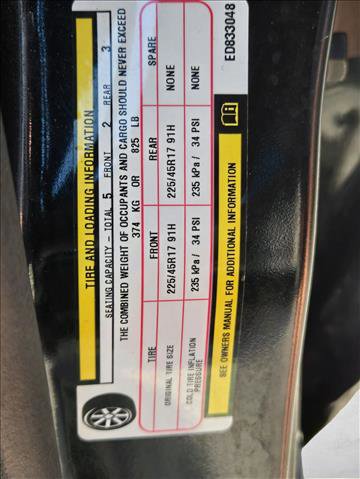 TIRE AND LOADING INFORMATION
SEATING CAPACITY - TOTAL 5 FRONT 2 REAR 3
THE COMBINED WEIGHT OF OCCUPANTS AND CARGO SHOULD NEVER EXCEED
374 KG OR 825 LB
TIRE FRONT REAR SPARE
ORIGINAL TIRE SIZE 225/45R17 91H 225/45R17 91H NONE
COLD TIRE INFLATION PRESSURE 235 kPa / 34 PSI 235 kPa / 34 PSI NONE
SEE OWNERS MANUAL FOR ADDITIONAL INFORMATION
ED833048